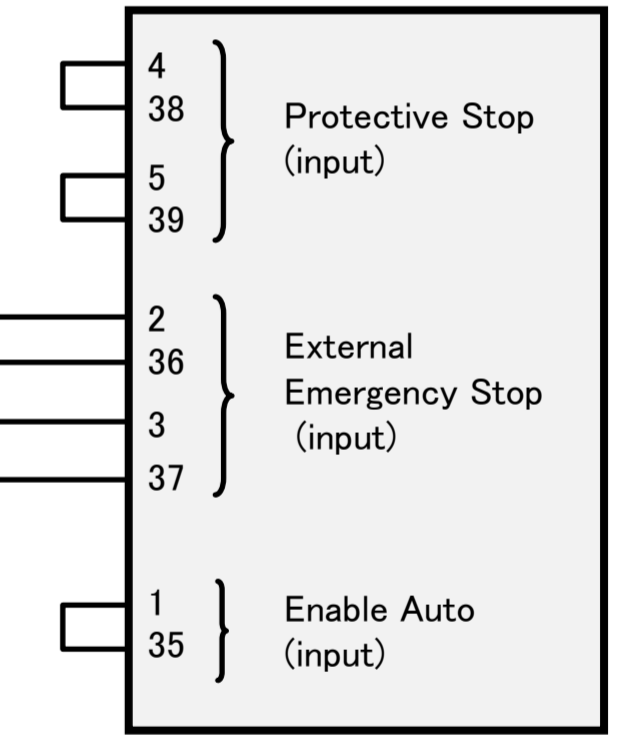 4
38
Protective Stop
(input)
5
39
2
36
External
Emergency Stop
(input)
3
37
1
35
Enable Auto
(input)